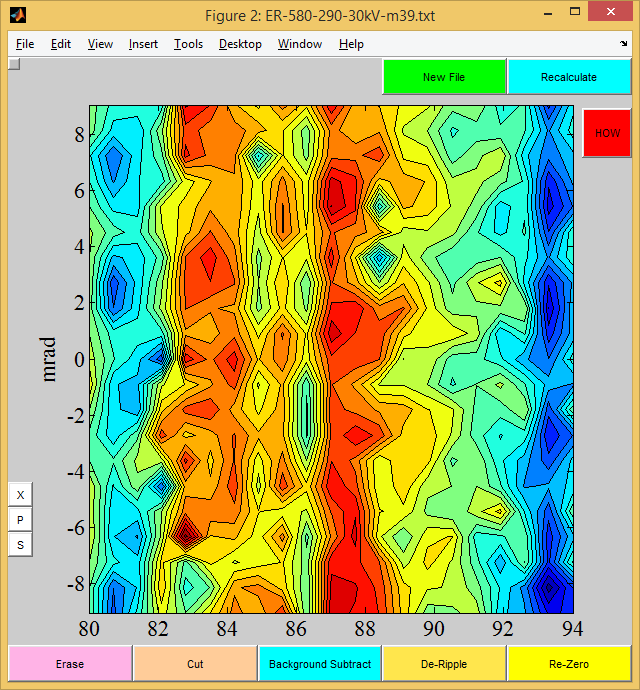 Figure 2: ER-580-290-30kV-m39.txt
File Edit View Insert Tools Desktop Window Help
New File Recalculate
HOW
8
6
4
2
0
-2
-4
-6
-8
mrad
X
P
S
80 82 84 86 88 90 92 94
Erase Cut Background Subtract De-Ripple Re-Zero